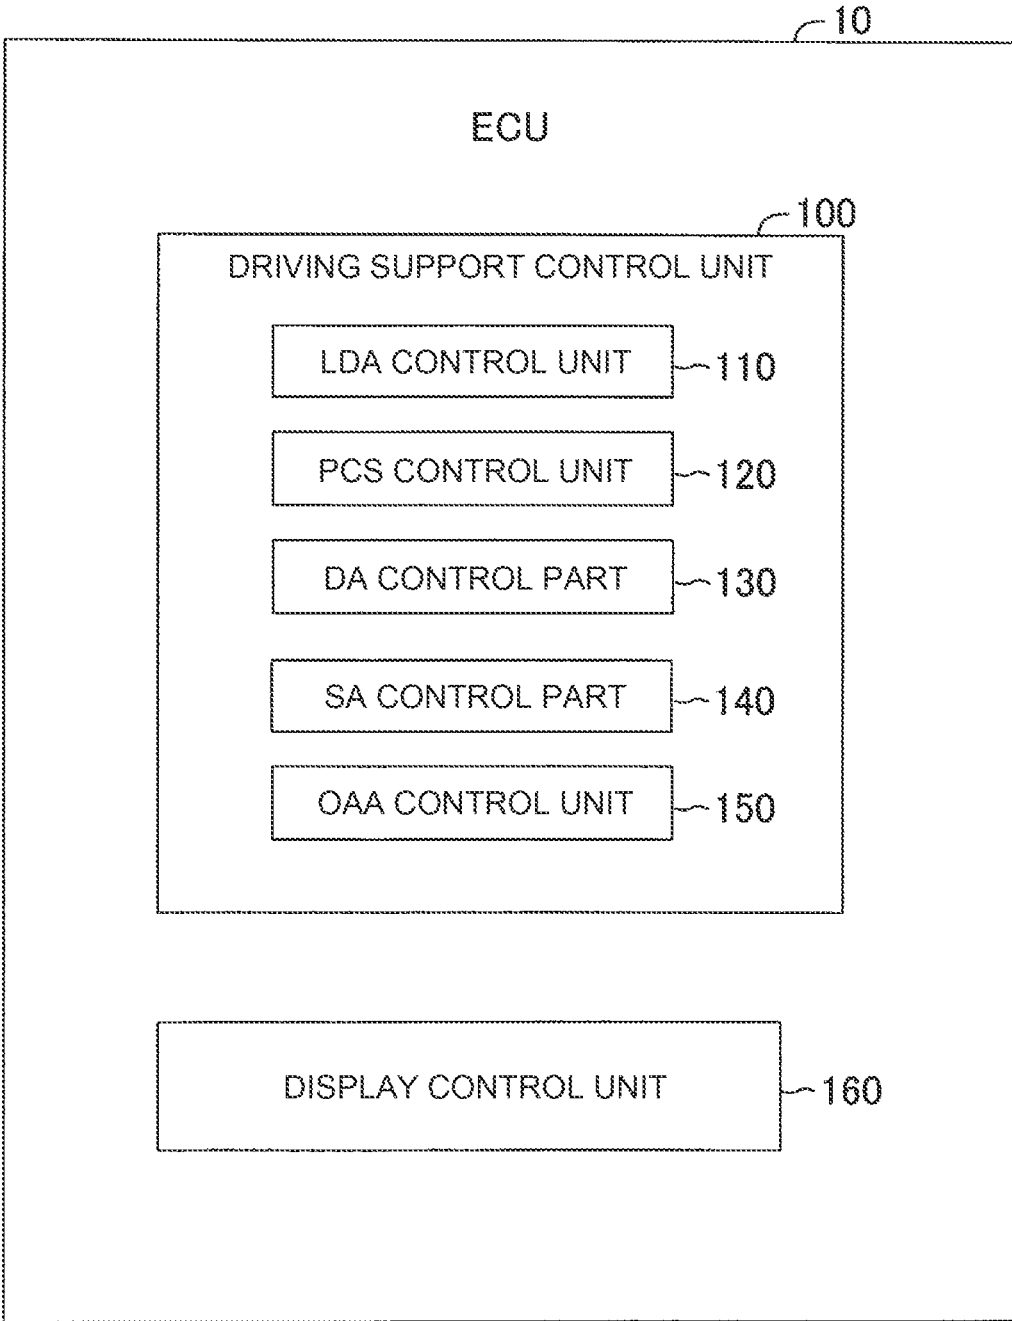 10
ECU
100
DRIVING SUPPORT CONTROL UNIT
LDA CONTROL UNIT 110
PCS CONTROL UNIT 120
DA CONTROL PART 130
SA CONTROL PART 140
OAA CONTROL UNIT 150
DISPLAY CONTROL UNIT 160